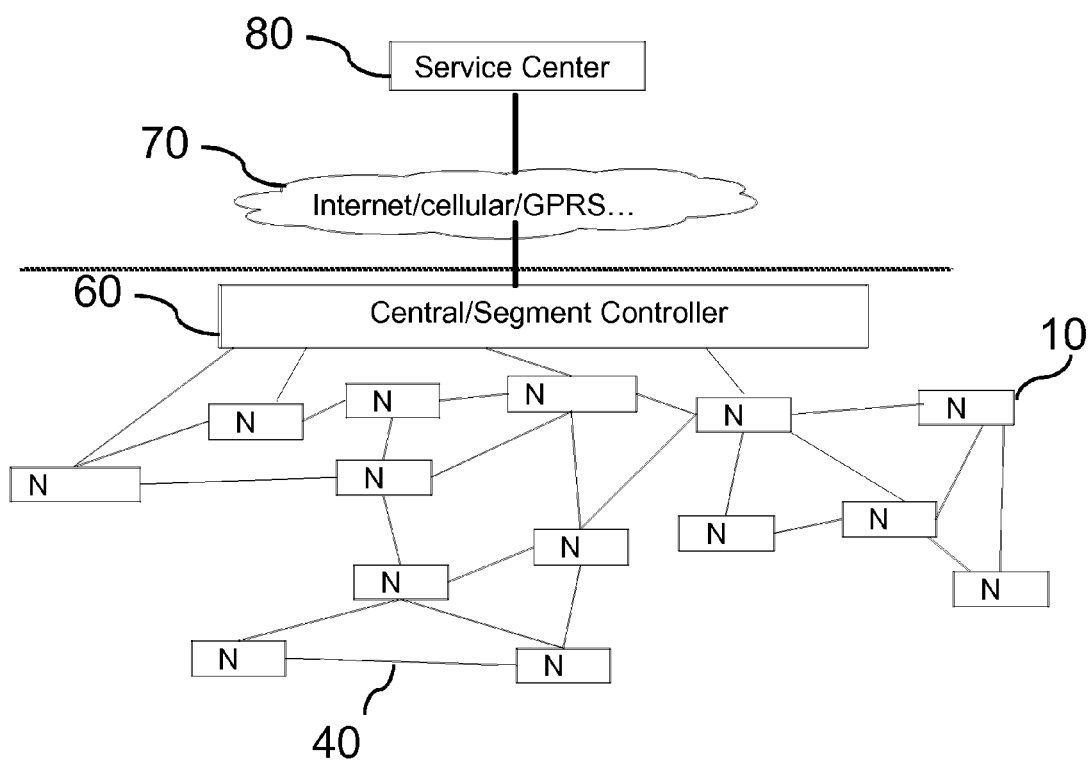 80
Service Center
70
Internet/cellular/GPRS...
60
Central/Segment Controller
10
N
N
N
N
N
N
N
N
N
N
N
N
N
N
40